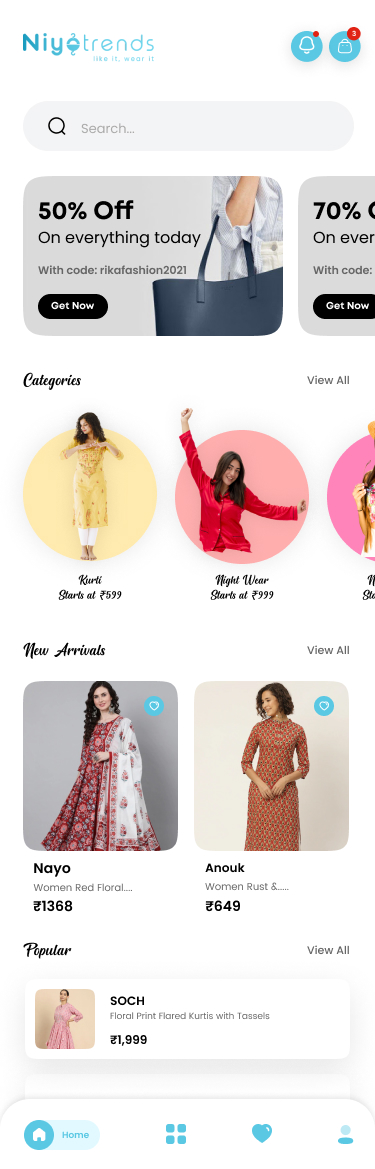 Niyotrends
like it, wear it
3
Search...
50% Off
On everything today
With code: rikafashion2021
Get Now
70%
On ever
With code:
Get Now
Categories
View All
Kurti
Starts at ₹599
Night Wear
Starts at ₹999
N
Sta
New Arrivals
View All
Nayo
Women Red Floral....
₹1368
Anouk
Women Rust &.....
₹649
Popular
View All
SOCH
Floral Print Flared Kurtis with Tassels
₹1,999
Home